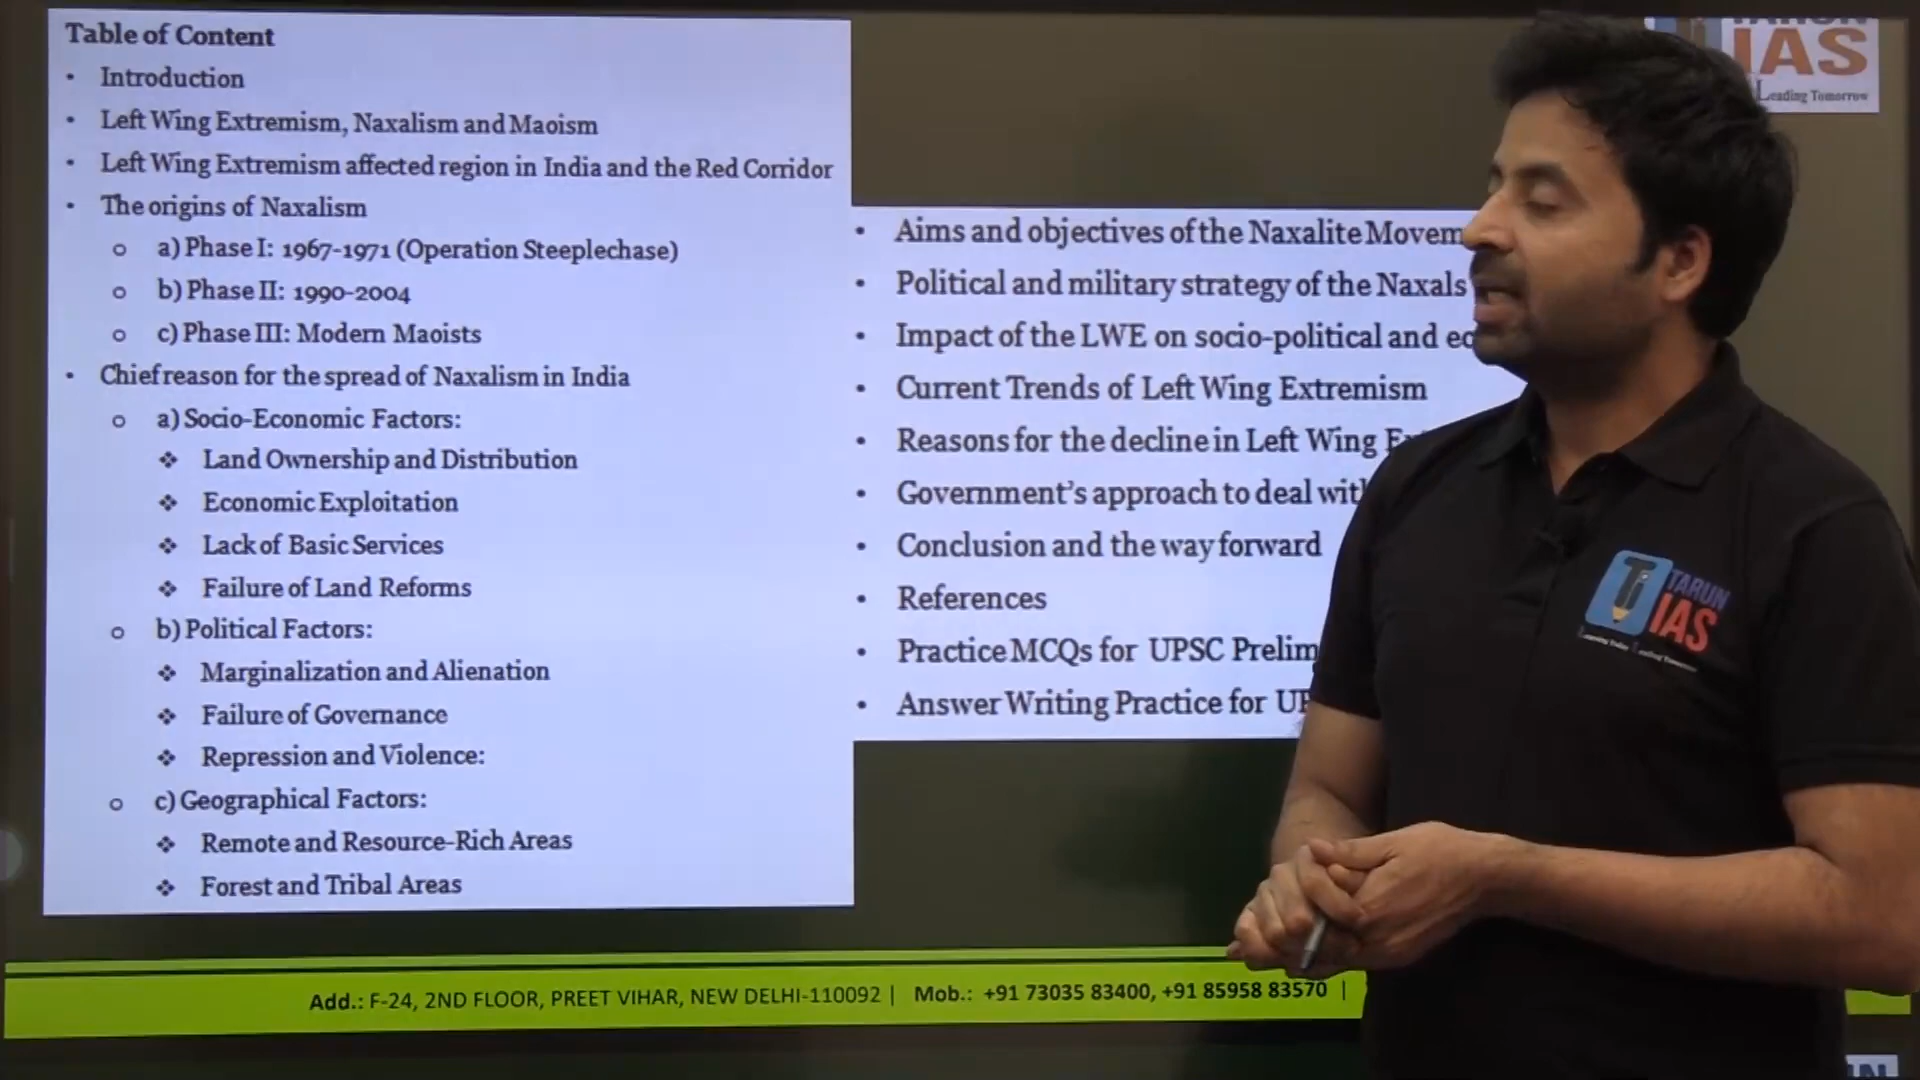 Table of Content
• Introduction
• Left Wing Extremism, Naxalism and Maoism
• Left Wing Extremism affected region in India and the Red Corridor
• The origins of Naxalism
o a) Phase I: 1967-1971 (Operation Steeplechase)
o b) Phase II: 1990-2004
o c) Phase III: Modern Maoists
• Chief reason for the spread of Naxalism in India
o a) Socio-Economic Factors:
❖ Land Ownership and Distribution
❖ Economic Exploitation
❖ Lack of Basic Services
❖ Failure of Land Reforms
o b) Political Factors:
❖ Marginalization and Alienation
❖ Failure of Governance
❖ Repression and Violence:
o c) Geographical Factors:
❖ Remote and Resource-Rich Areas
❖ Forest and Tribal Areas
• Aims and objectives of the Naxalite
• Political and military strategy of the Naxals
• Impact of the LWE on socio-political and
• Current Trends of Left Wing Extremism
• Reasons for the decline in Left Wing
• Government's approach to deal
• Conclusion and the way forward
• References
• Practice MCQs for UPSC
• Answer Writing Practice for
IAS
Leading Tomorrow
TARUN
IAS
Add.: F-24, 2ND FLOOR, PREET VIHAR, NEW DELHI-110092 | Mob.: +91 73035 83400, +91 85958 83570 |